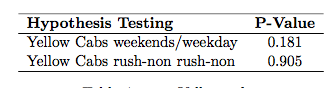 Hypothesis Testing P-Value
Yellow Cabs weekends/weekday 0.181
Yellow Cabs rush-non rush-non 0.905